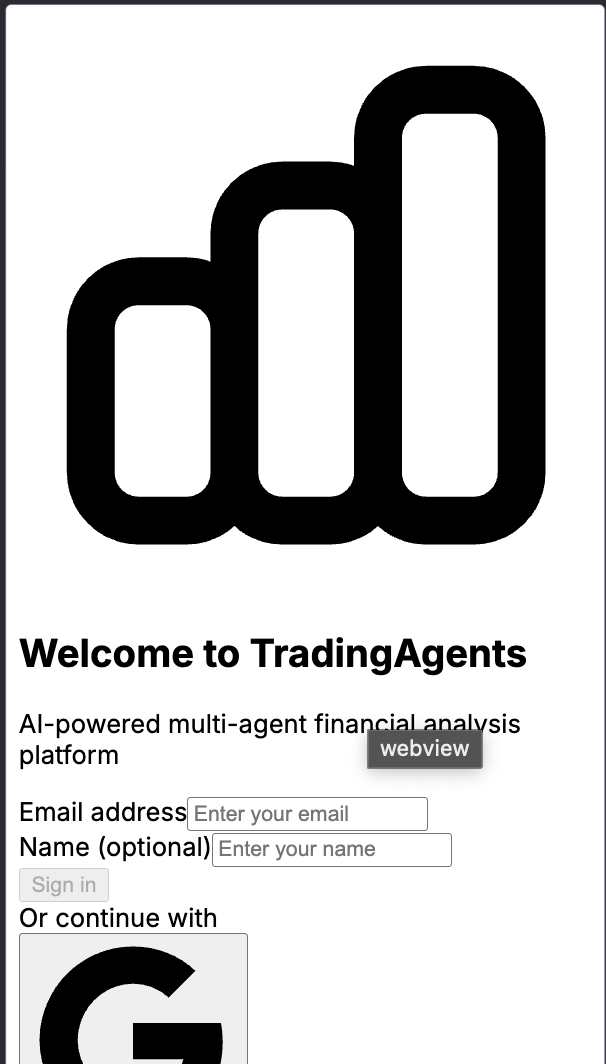 Welcome to TradingAgents
AI-powered multi-agent financial analysis
platform
webview
Email address Enter your email
Name (optional) Enter your name
Sign in
Or continue with